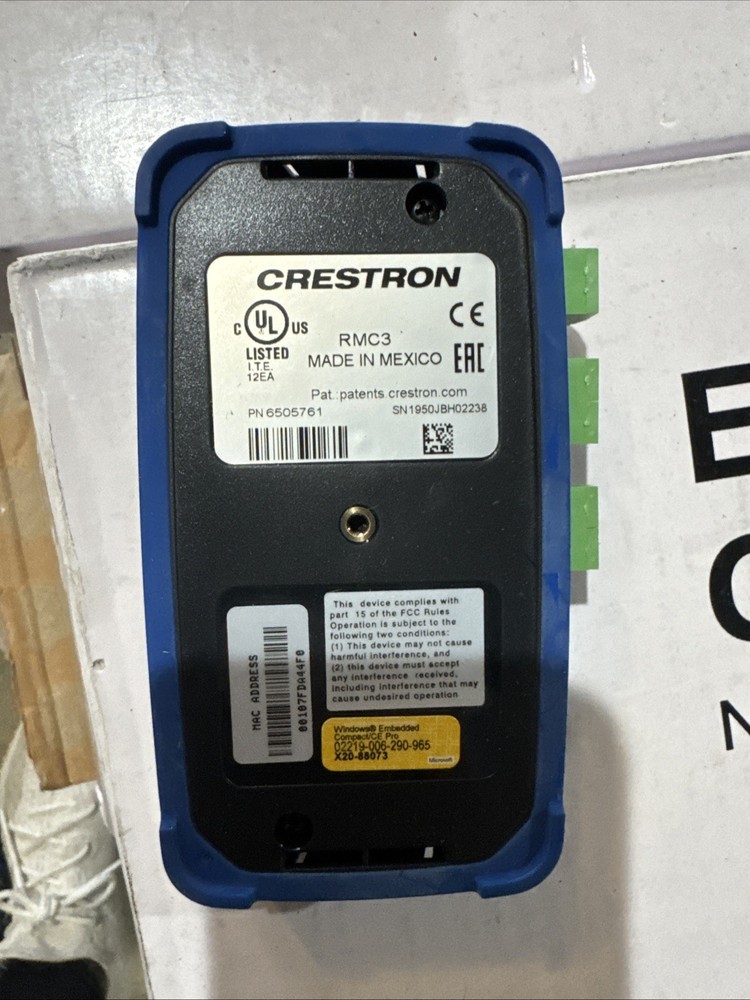 CRESTRON
C UL US
LISTED
I.T.E.
12EA
CE
RMC3
MADE IN MEXICO
EAC
Pat.:patents.crestron.com
PN 6505761
SN1950JBH02238
This device complies with
part 15 of the FCC Rules
Operation is subject to the
following two conditions:
(1) This device may not cause
harmful interference, and
(2) this device must accept
any interference received,
including interference that may
cause undesired operation
MAC ADDRESS
00107FDA44F0
Windows® Embedded
Compact/CE Pro
02219-006-290-965
X20-88073
Microsoft
E
N